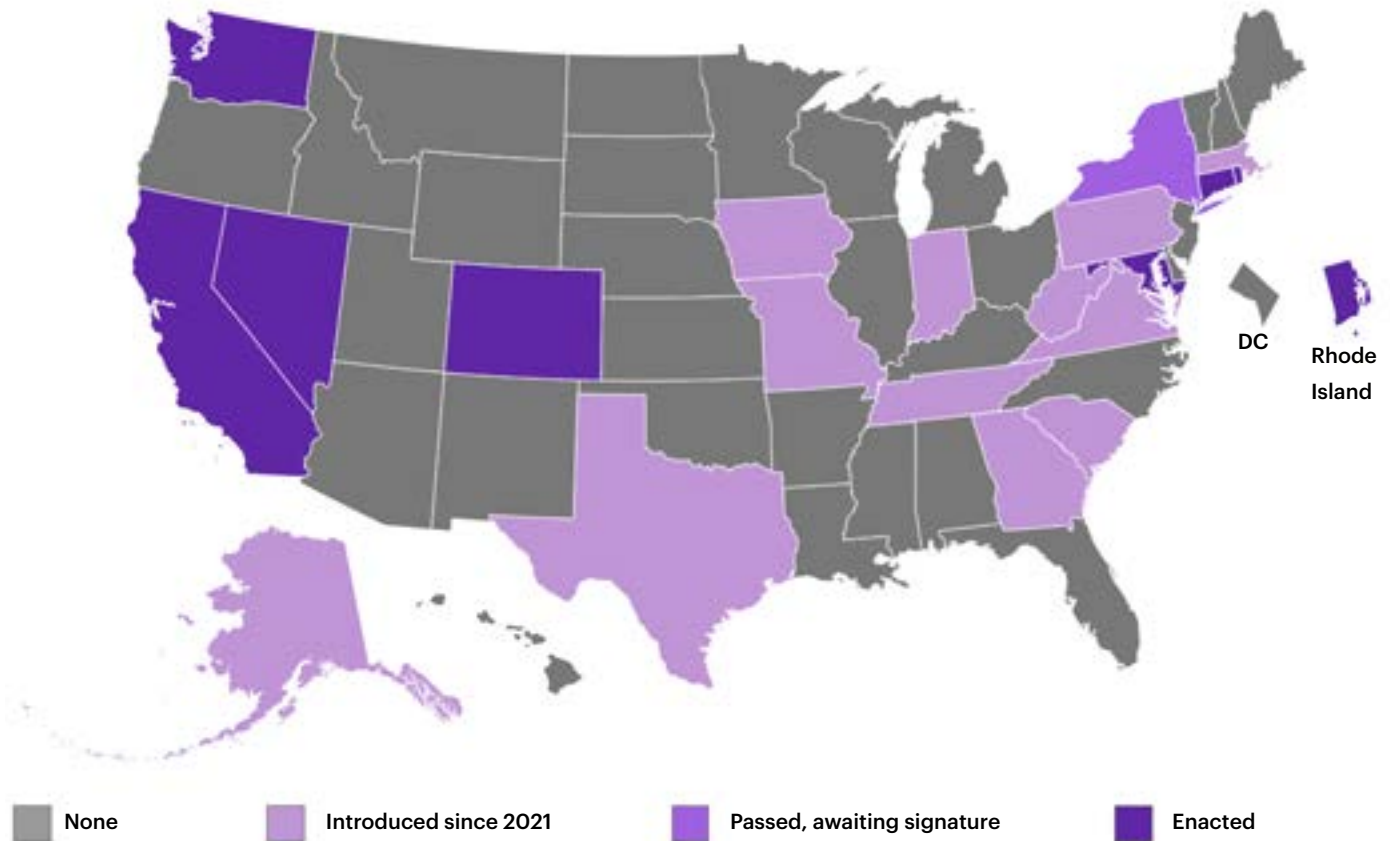 DC
Rhode
Island
None
Introduced since 2021
Passed, awaiting signature
Enacted